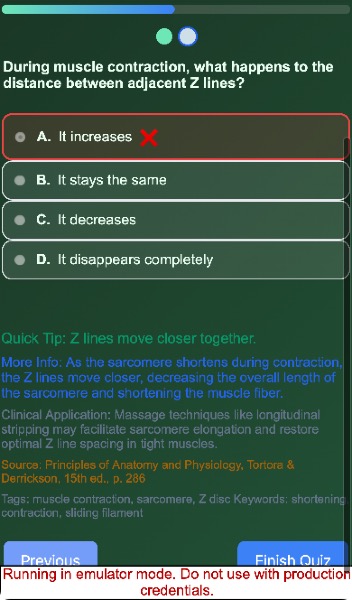 During muscle contraction, what happens to the
distance between adjacent Z lines?
A. It increases ❌
B. It stays the same
C. It decreases
D. It disappears completely
Quick Tip: Z lines move closer together.
More Info: As the sarcomere shortens during contraction,
the Z lines move closer, decreasing the overall length of
the sarcomere and shortening the muscle fiber.
Clinical Application: Massage techniques like longitudinal
stripping may facilitate sarcomere elongation and restore
optimal Z line spacing in tight muscles.
Source: Principles of Anatomy and Physiology, Tortora &
Derrickson, 15th ed., p. 286
Tags: muscle contraction, sarcomere, Z disc Keywords: shortening,
contraction, sliding filament
Previous Finish Quiz
Running in emulator mode. Do not use with production
credentials.